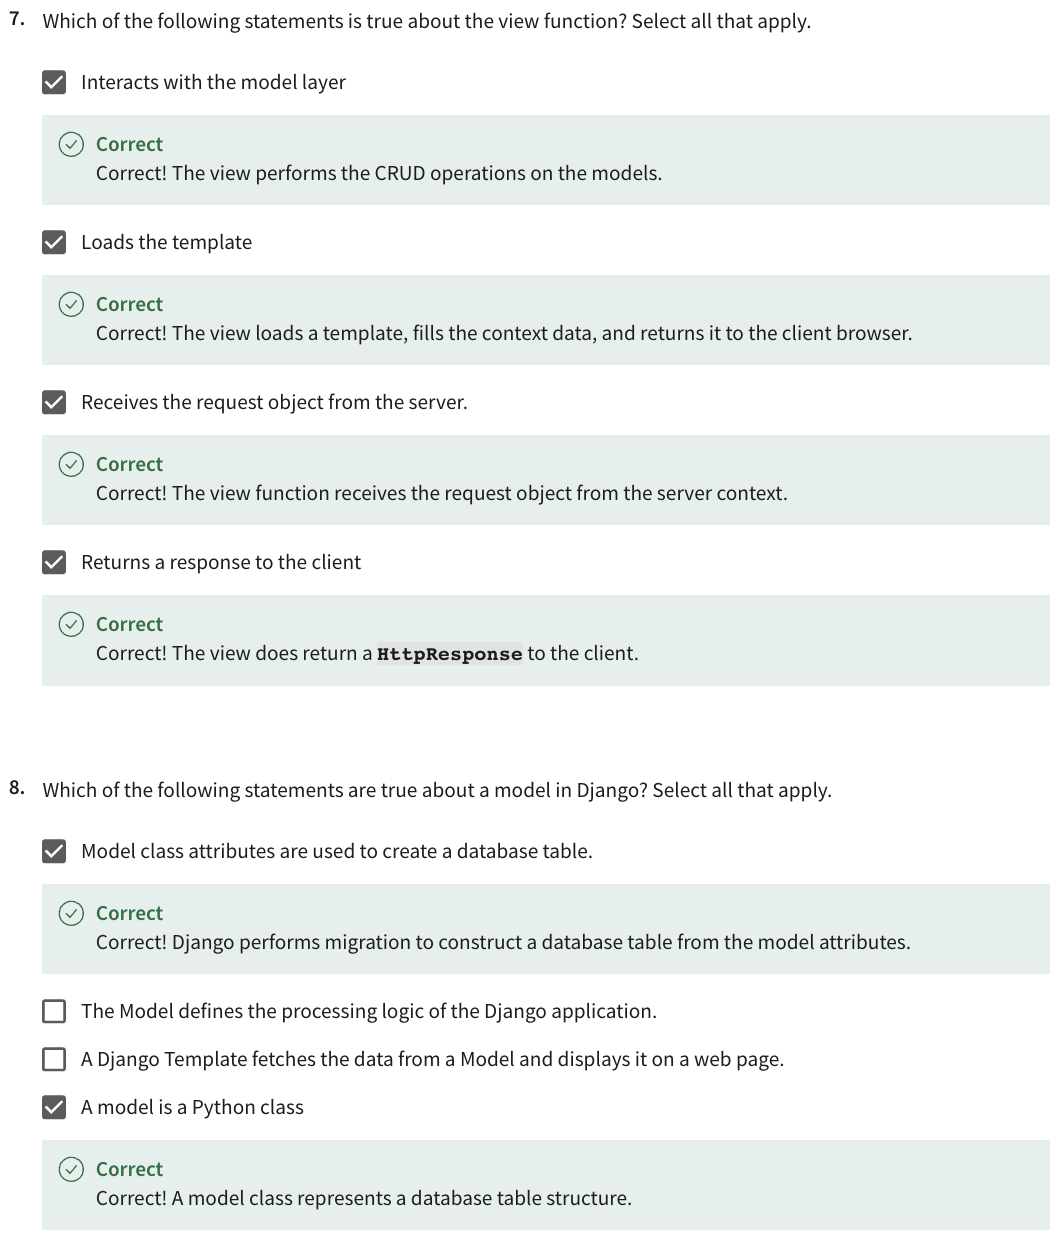 7. Which of the following statements is true about the view function? Select all that apply.
Interacts with the model layer
Correct
Correct! The view performs the CRUD operations on the models.
Loads the template
Correct
Correct! The view loads a template, fills the context data, and returns it to the client browser.
Receives the request object from the server.
Correct
Correct! The view function receives the request object from the server context.
Returns a response to the client
Correct
Correct! The view does return a HttpResponse to the client.
8. Which of the following statements are true about a model in Django? Select all that apply.
Model class attributes are used to create a database table.
Correct
Correct! Django performs migration to construct a database table from the model attributes.
The Model defines the processing logic of the Django application.
A Django Template fetches the data from a Model and displays it on a web page.
A model is a Python class
Correct
Correct! A model class represents a database table structure.